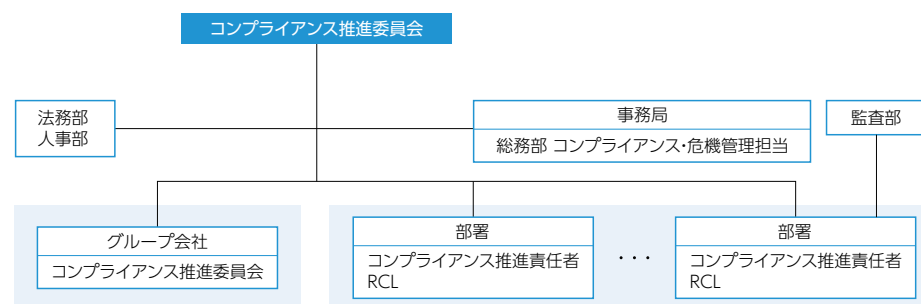 コンプライアンス推進委員会
法務部
人事部
事務局
総務部 コンプライアンス・危機管理担当
監査部
グループ会社
コンプライアンス推進委員会
部署
コンプライアンス推進責任者
RCL
・・・
部署
コンプライアンス推進責任者
RCL